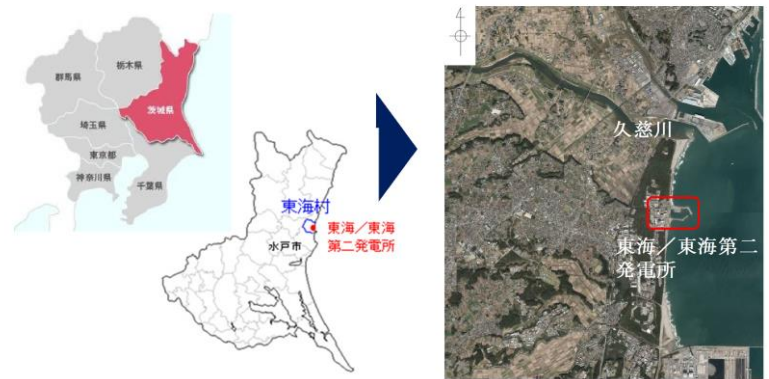 栃木県
群馬県
茨城県
埼玉県
東京都
神奈川県
千葉県
東海村
東海／東海
第二発電所
水戸市
久慈川
東海／東海第二
発電所